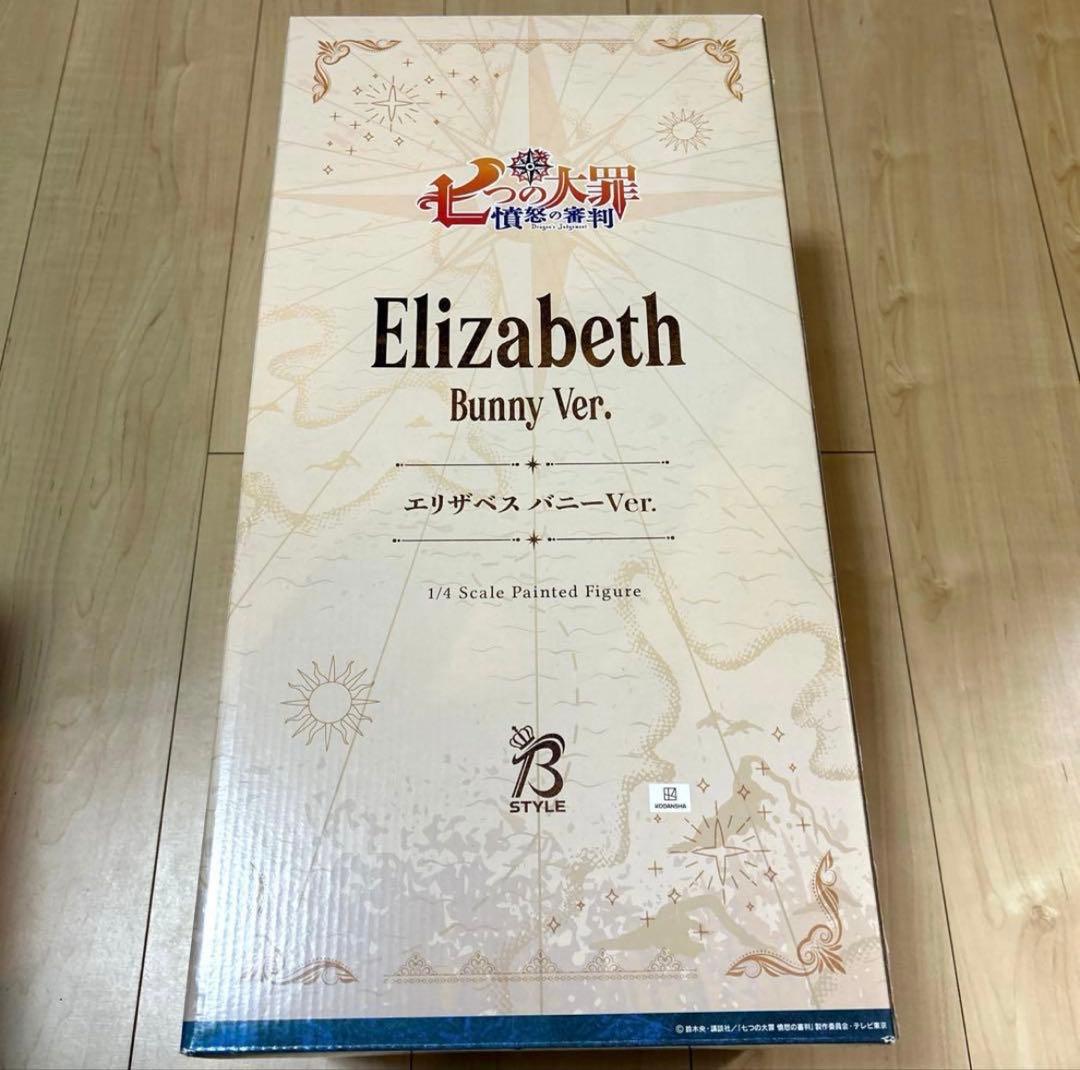 七つの大罪
憤怒の審判
Dragon's Judgement
Elizabeth
Bunny Ver.
エリザベス バニーVer.
1/4 Scale Painted Figure
B
STYLE
KODANSHA
© 鈴木央・講談社／「七つの大罪 憤怒の審判」製作委員会・テレビ東京